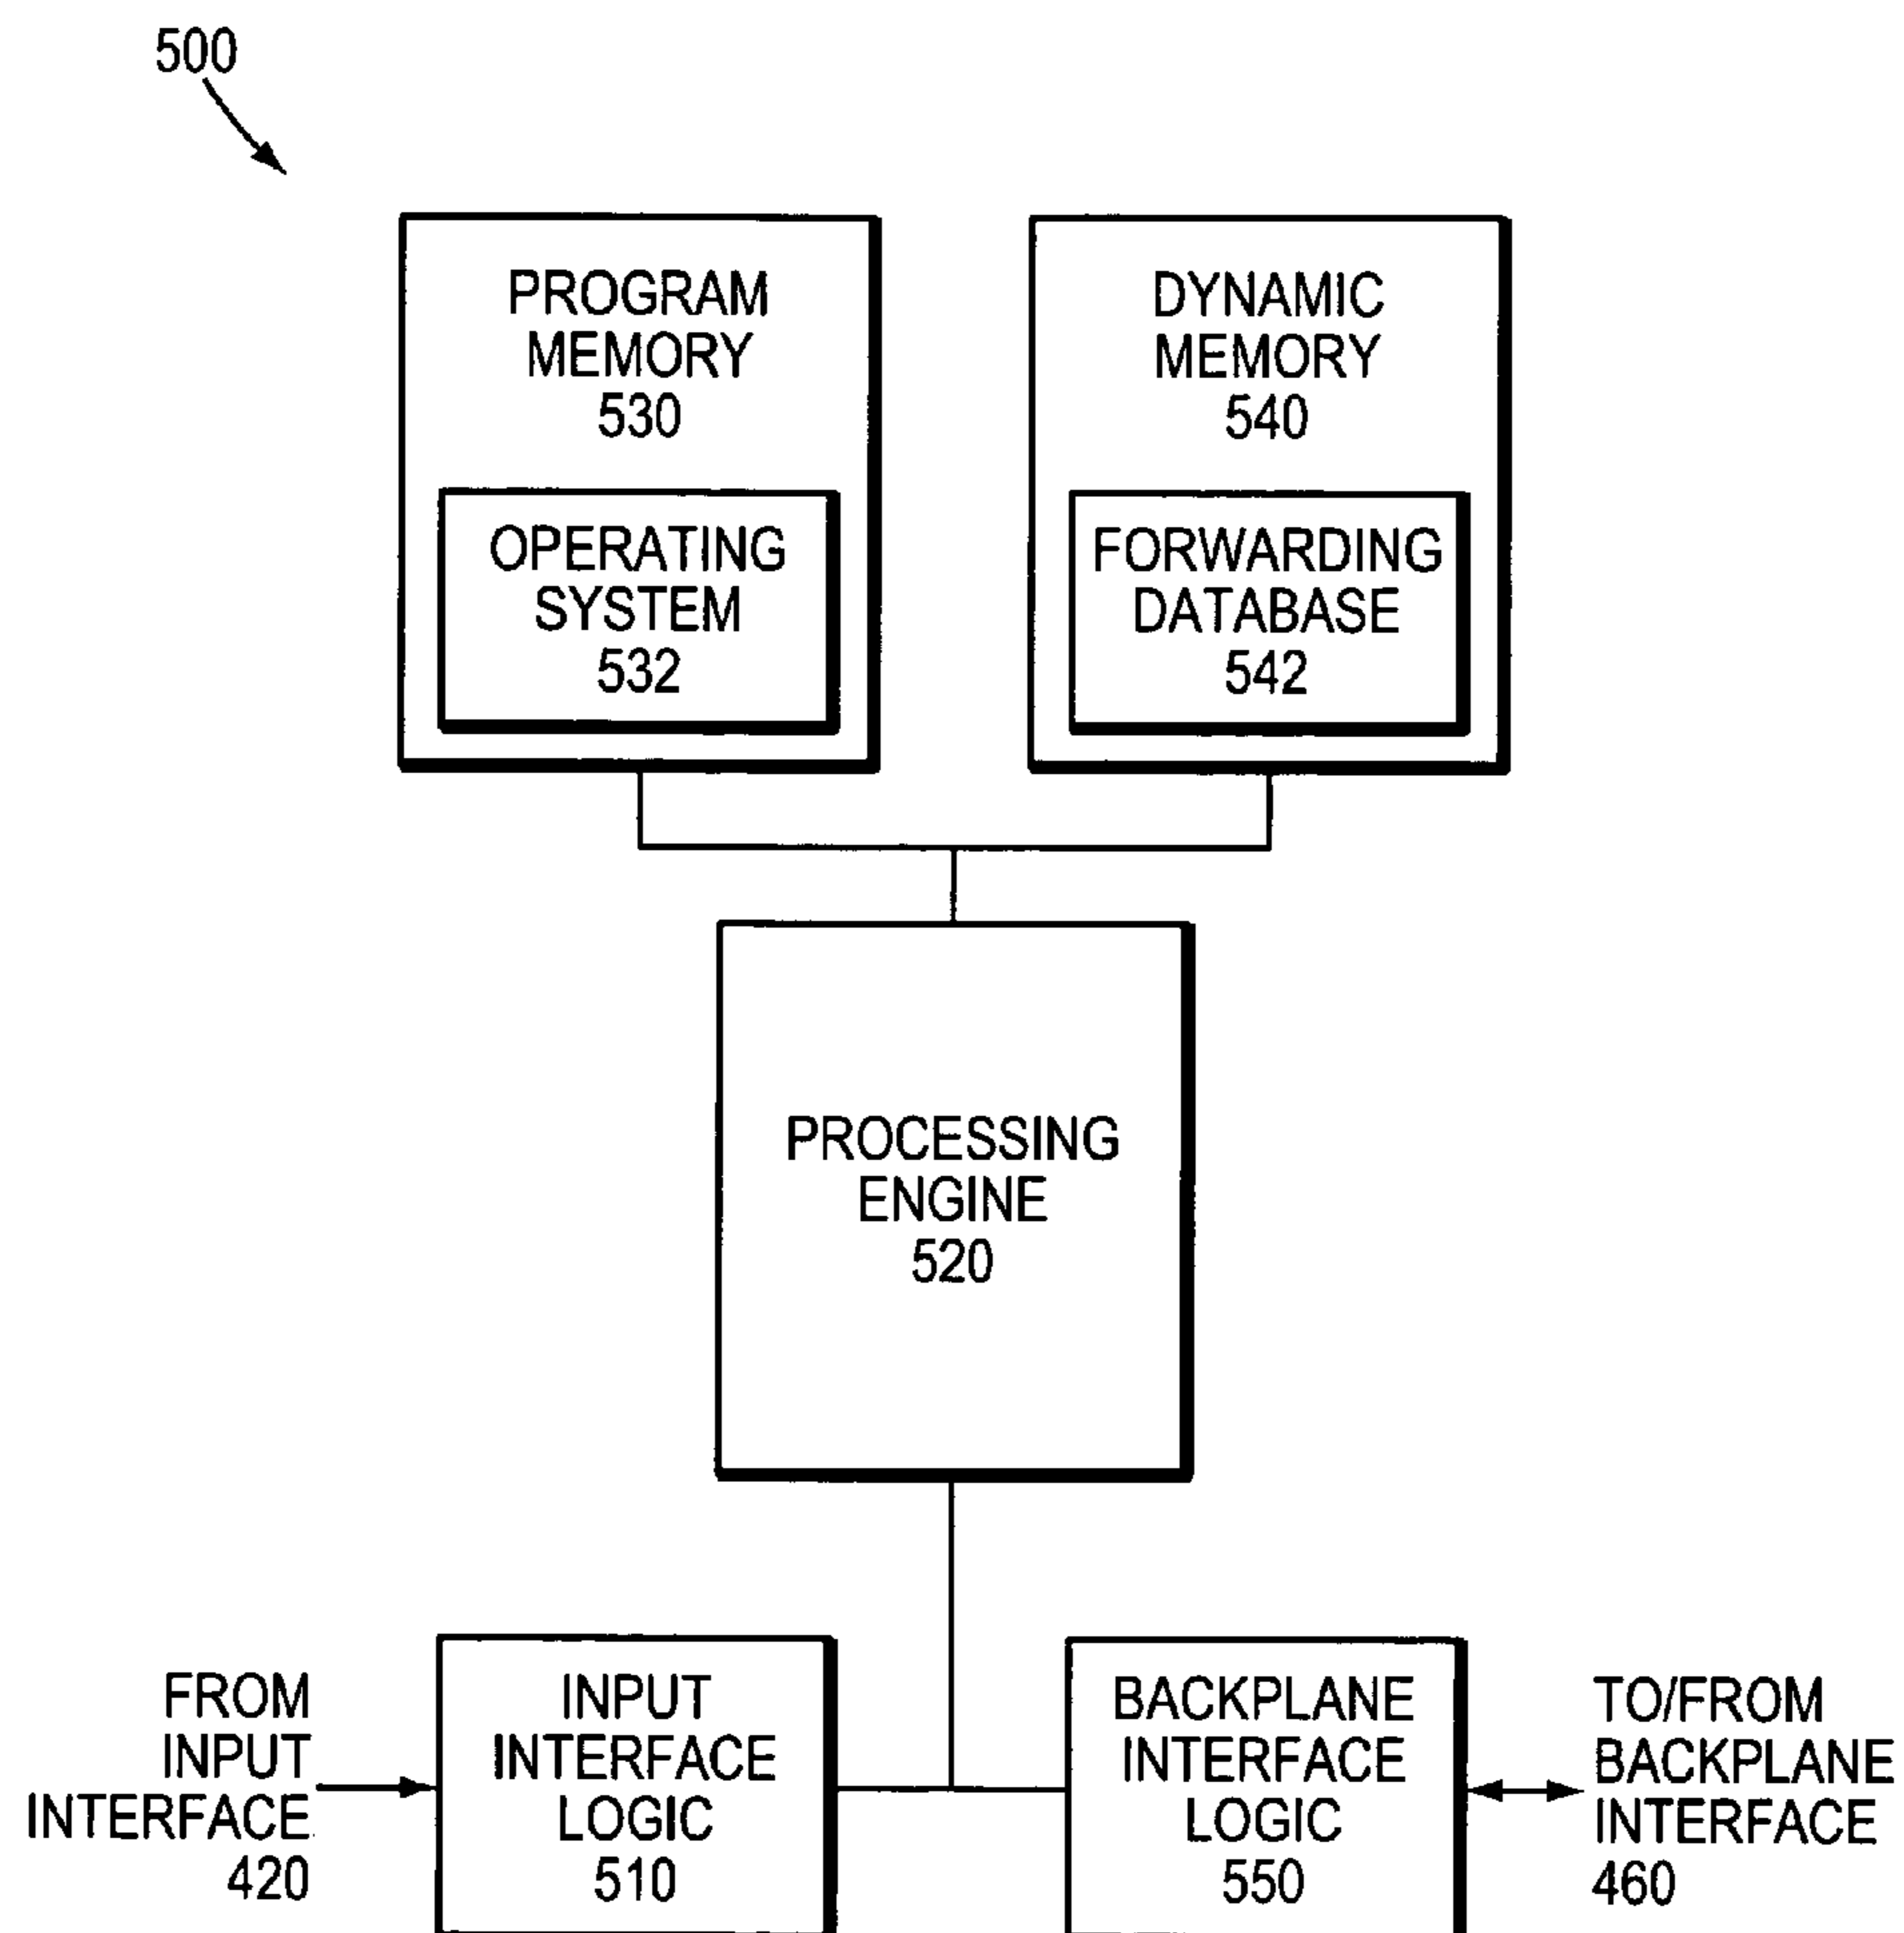 500
PROGRAM
MEMORY
530
OPERATING
SYSTEM
532
DYNAMIC
MEMORY
540
FORWARDING
DATABASE
542
PROCESSING
ENGINE
520
FROM
INPUT
INTERFACE
420
INPUT
INTERFACE
LOGIC
510
BACKPLANE
INTERFACE
LOGIC
550
TO/FROM
BACKPLANE
INTERFACE
460